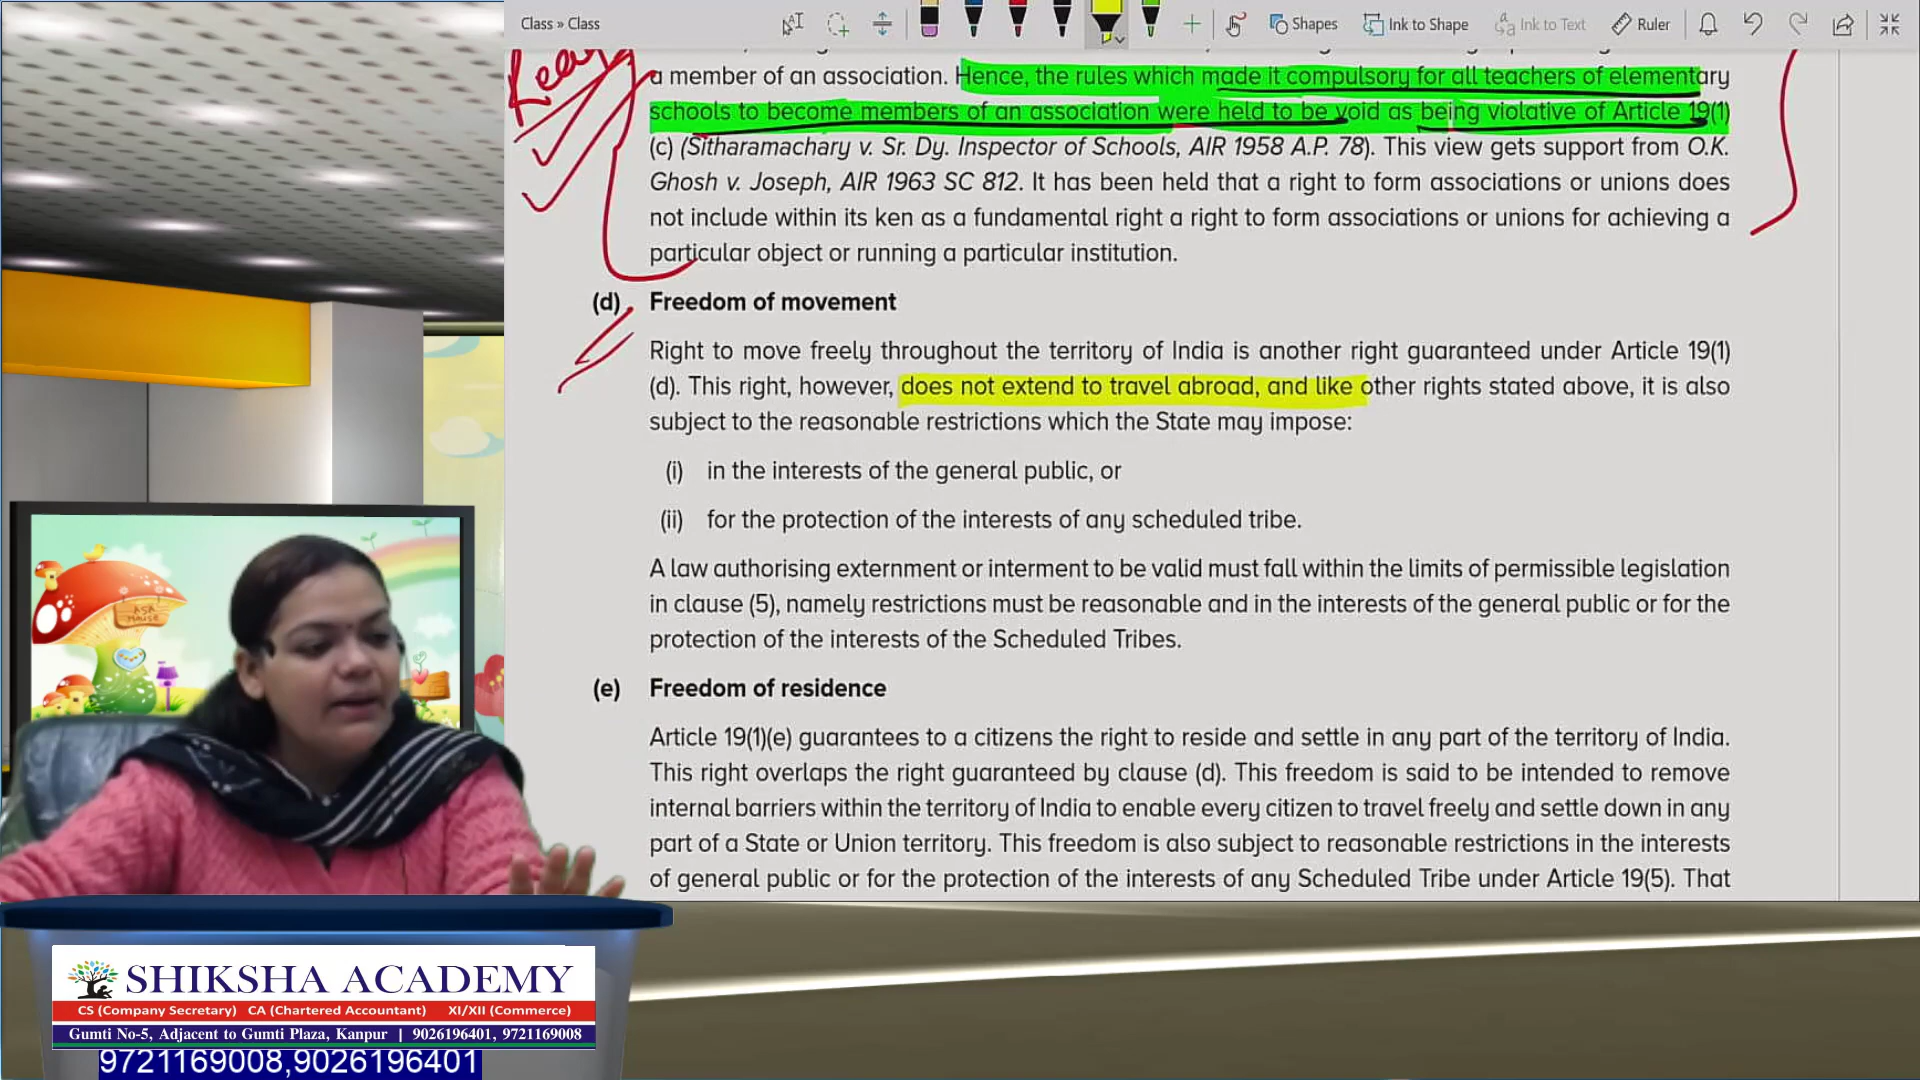 Class » Class
Shapes
Ink to Shape
Ink to Text
Ruler
Read
a member of an association. Hence, the rules which made it compulsory for all teachers of elementary
schools to become members of an association were held to be void as being violative of Article 19(1)
(c) (Sitharamachary v. Sr. Dy. Inspector of Schools, AIR 1958 A.P. 78). This view gets support from O.K.
Ghosh v. Joseph, AIR 1963 SC 812. It has been held that a right to form associations or unions does
not include within its ken as a fundamental right a right to form associations or unions for achieving a
particular object or running a particular institution.
(d) Freedom of movement
Right to move freely throughout the territory of India is another right guaranteed under Article 19(1)
(d). This right, however, does not extend to travel abroad, and like other rights stated above, it is also
subject to the reasonable restrictions which the State may impose:
(i) in the interests of the general public, or
(ii) for the protection of the interests of any scheduled tribe.
A law authorising externment or interment to be valid must fall within the limits of permissible legislation
in clause (5), namely restrictions must be reasonable and in the interests of the general public or for the
protection of the interests of the Scheduled Tribes.
(e) Freedom of residence
Article 19(1)(e) guarantees to a citizens the right to reside and settle in any part of the territory of India.
This right overlaps the right guaranteed by clause (d). This freedom is said to be intended to remove
internal barriers within the territory of India to enable every citizen to travel freely and settle down in any
part of a State or Union territory. This freedom is also subject to reasonable restrictions in the interests
of general public or for the protection of the interests of any Scheduled Tribe under Article 19(5). That
SHIKSHA ACADEMY
CS (Company Secretary) CA (Chartered Accountant) XI/XII (Commerce)
Gumti No-5, Adjacent to Gumti Plaza, Kanpur | 9026196401, 9721169008
9721169008,9026196401